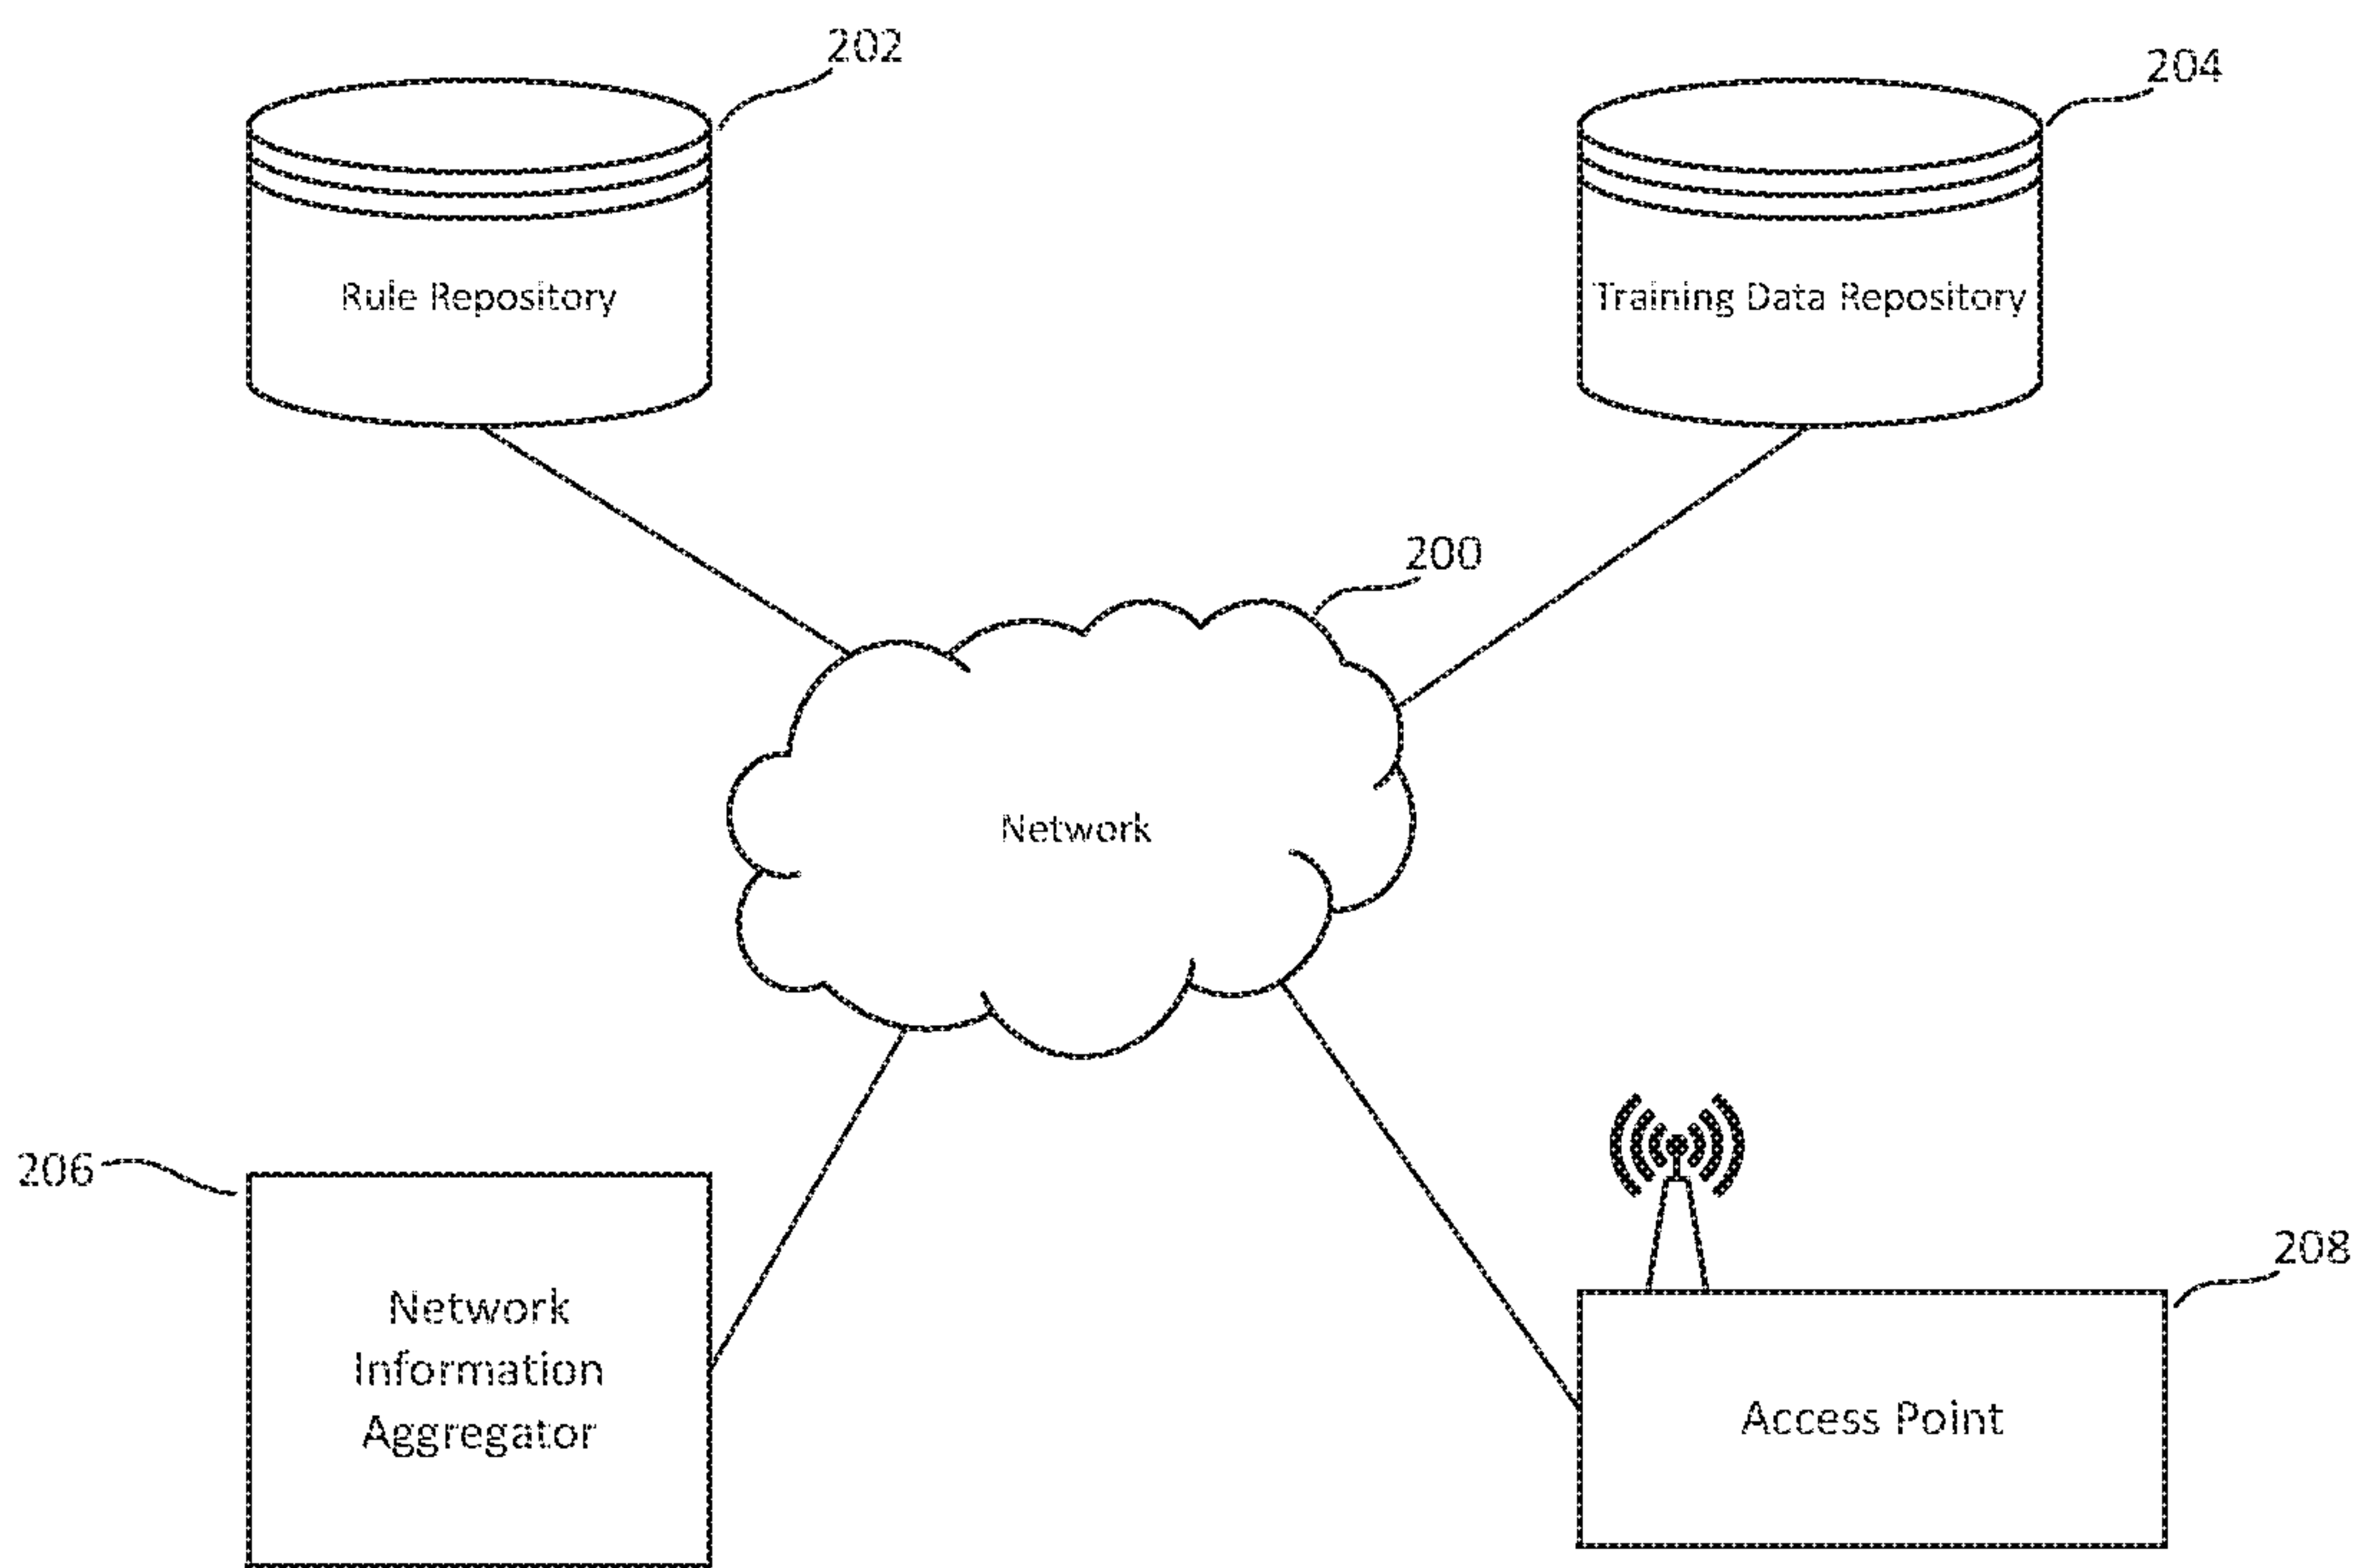 202
204
Rule Repository
Training Data Repository
200
Network
206
Network
Information
Aggregator
208
Access Point